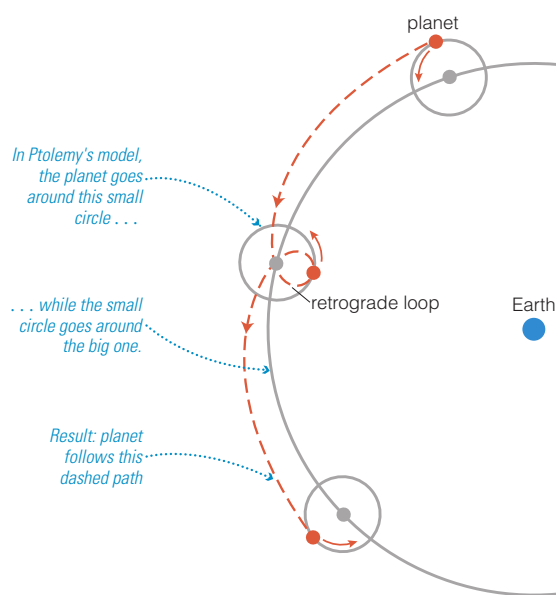 planet
In Ptolemy's model,
the planet goes
around this small
circle . . .
retrograde loop
Earth
. . . while the small
circle goes around
the big one.
Result: planet
follows this
dashed path